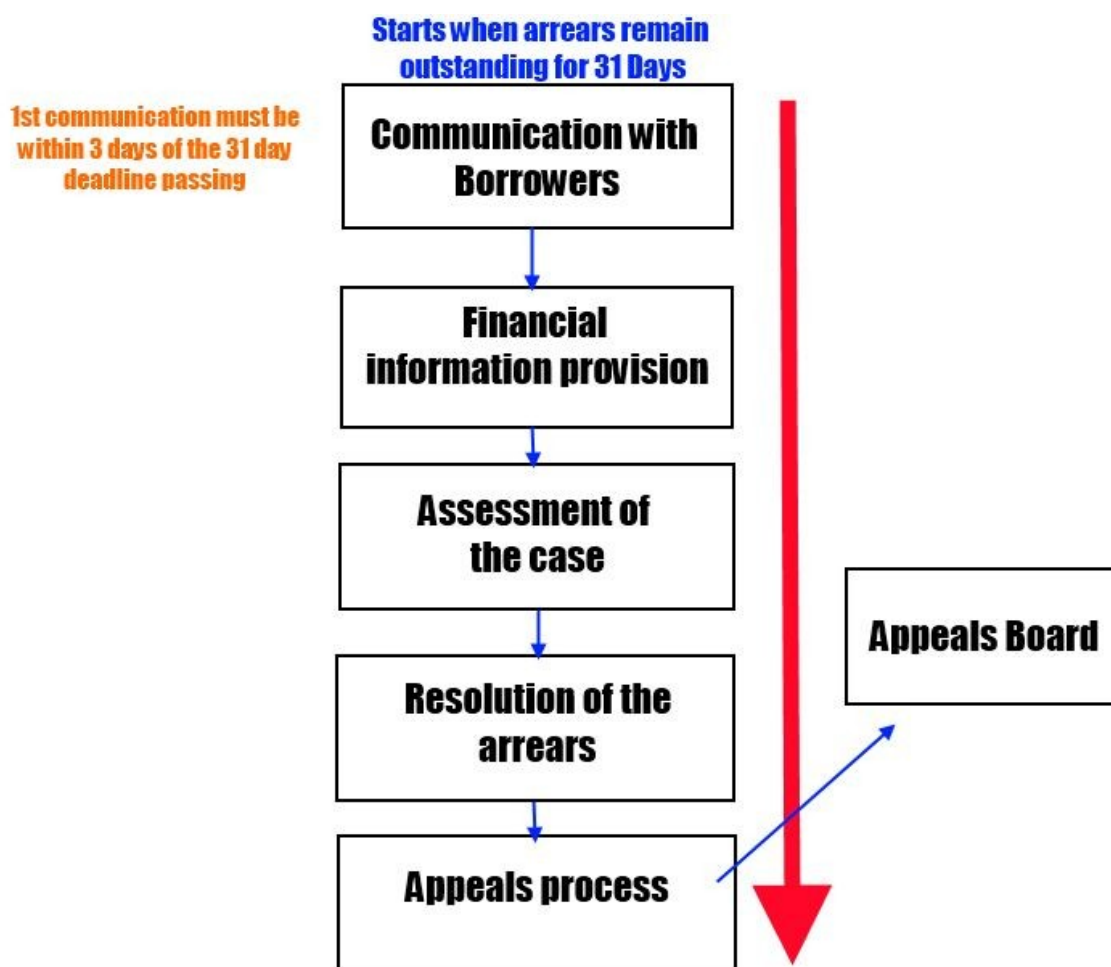 Starts when arrears remain
outstanding for 31 Days
1st communication must be
within 3 days of the 31 day
deadline passing
Communication with
Borrowers
Financial
information provision
Assessment of
the case
Resolution of the
arrears
Appeals Board
Appeals process